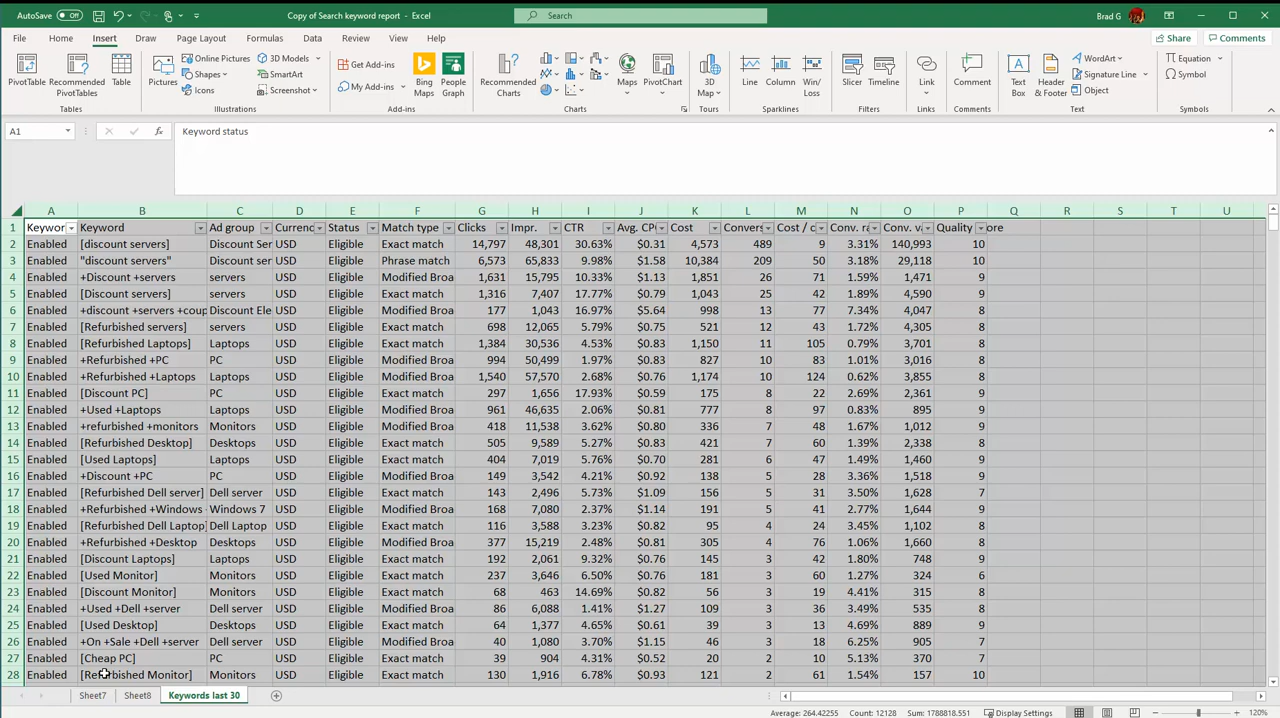 AutoSave Off Copy of Search keyword report - Excel Search Brad G
File Home Insert Draw Page Layout Formulas Data Review View Help Share Comments
PivotTable Recommended PivotTables Table Pictures Online Pictures Shapes Icons 3D Models SmartArt Screenshot Get Add-ins My Add-ins Bing Maps People Graph Recommended Charts Maps PivotChart 3D Map Line Column Win/Loss Slicer Timeline Link Comment Text Box Header & Footer WordArt Signature Line Object Equation Symbol
Tables Illustrations Add-ins Charts Tours Sparklines Filters Links Comments Text Symbols
A1 fx Keyword status
A B C D E F G H I J K L M N O P Q R S T U
1 Keywor Keyword Ad group Currenc Status Match type Clicks Impr. CTR Avg. CP Cost Convers Cost / c Conv. ra Conv. va Quality ore
2 Enabled [discount servers] Discount Ser USD Eligible Exact match 14,797 48,301 30.63% $0.31 4,573 489 9 3.31% 140,993 10
3 Enabled "discount servers" Discount ser USD Eligible Phrase match 6,573 65,833 9.98% $1.58 10,384 209 50 3.18% 29,118 10
4 Enabled +Discount +servers servers USD Eligible Modified Broa 1,631 15,795 10.33% $1.13 1,851 26 71 1.59% 1,471 9
5 Enabled [Discount servers] servers USD Eligible Exact match 1,316 7,407 17.77% $0.79 1,043 25 42 1.89% 4,590 9
6 Enabled +discount +servers +coup Discount Ele USD Eligible Modified Broa 177 1,043 16.97% $5.64 998 13 77 7.34% 4,047 8
7 Enabled [Refurbished servers] servers USD Eligible Exact match 698 12,065 5.79% $0.75 521 12 43 1.72% 4,305 8
8 Enabled [Refurbished Laptops] Laptops USD Eligible Exact match 1,384 30,536 4.53% $0.83 1,150 11 105 0.79% 3,701 8
9 Enabled +Refurbished +PC PC USD Eligible Modified Broa 994 50,499 1.97% $0.83 827 10 83 1.01% 3,016 8
10 Enabled +Refurbished +Laptops Laptops USD Eligible Modified Broa 1,540 57,570 2.68% $0.76 1,174 10 124 0.62% 3,855 8
11 Enabled [Discount PC] PC USD Eligible Exact match 297 1,656 17.93% $0.59 175 8 22 2.69% 2,361 9
12 Enabled +Used +Laptops Laptops USD Eligible Modified Broa 961 46,635 2.06% $0.81 777 8 97 0.83% 895 9
13 Enabled +refurbished +monitors Monitors USD Eligible Modified Broa 418 11,538 3.62% $0.80 336 7 48 1.67% 1,012 9
14 Enabled [Refurbished Desktop] Desktops USD Eligible Exact match 505 9,589 5.27% $0.83 421 7 60 1.39% 2,338 8
15 Enabled [Used Laptops] Laptops USD Eligible Exact match 404 7,019 5.76% $0.70 281 6 47 1.49% 1,460 9
16 Enabled +Discount +PC PC USD Eligible Modified Broa 149 3,542 4.21% $0.92 138 5 28 3.36% 1,518 9
17 Enabled [Refurbished Dell server] Dell server USD Eligible Exact match 143 2,496 5.73% $1.09 156 5 31 3.50% 1,628 7
18 Enabled +Refurbished +Windows Windows 7 USD Eligible Modified Broa 168 7,080 2.37% $1.14 191 5 41 2.77% 1,644 9
19 Enabled [Refurbished Dell Laptop] Dell Laptop USD Eligible Exact match 116 3,588 3.23% $0.82 95 4 24 3.45% 1,102 8
20 Enabled +Refurbished +Desktop Desktops USD Eligible Modified Broa 377 15,219 2.48% $0.81 305 4 76 1.06% 1,660 8
21 Enabled [Discount Laptops] Laptops USD Eligible Exact match 192 2,061 9.32% $0.76 145 3 42 1.80% 748 9
22 Enabled [Used Monitor] Monitors USD Eligible Exact match 237 3,646 6.50% $0.76 181 3 60 1.27% 324 6
23 Enabled [Discount Monitor] Monitors USD Eligible Exact match 68 463 14.69% $0.82 56 3 19 4.41% 315 8
24 Enabled +Used +Dell +server Dell server USD Eligible Modified Broa 86 6,088 1.41% $1.27 109 3 36 3.49% 535 8
25 Enabled [Used Desktop] Desktops USD Eligible Exact match 64 1,377 4.65% $0.61 39 3 13 4.69% 889 9
26 Enabled +On +Sale +Dell +server Dell server USD Eligible Modified Broa 40 1,080 3.70% $1.15 46 3 18 6.25% 905 7
27 Enabled [Cheap PC] PC USD Eligible Exact match 39 904 4.31% $0.52 20 2 10 5.13% 370 7
28 Enabled [Refurbished Monitor] Monitors USD Eligible Exact match 130 1,916 6.78% $0.93 121 2 61 1.54% 157 10
Sheet7 Sheet8 Keywords last 30
Average: 264.42255 Count: 12128 Sum: 1788818.551 Display Settings 120%